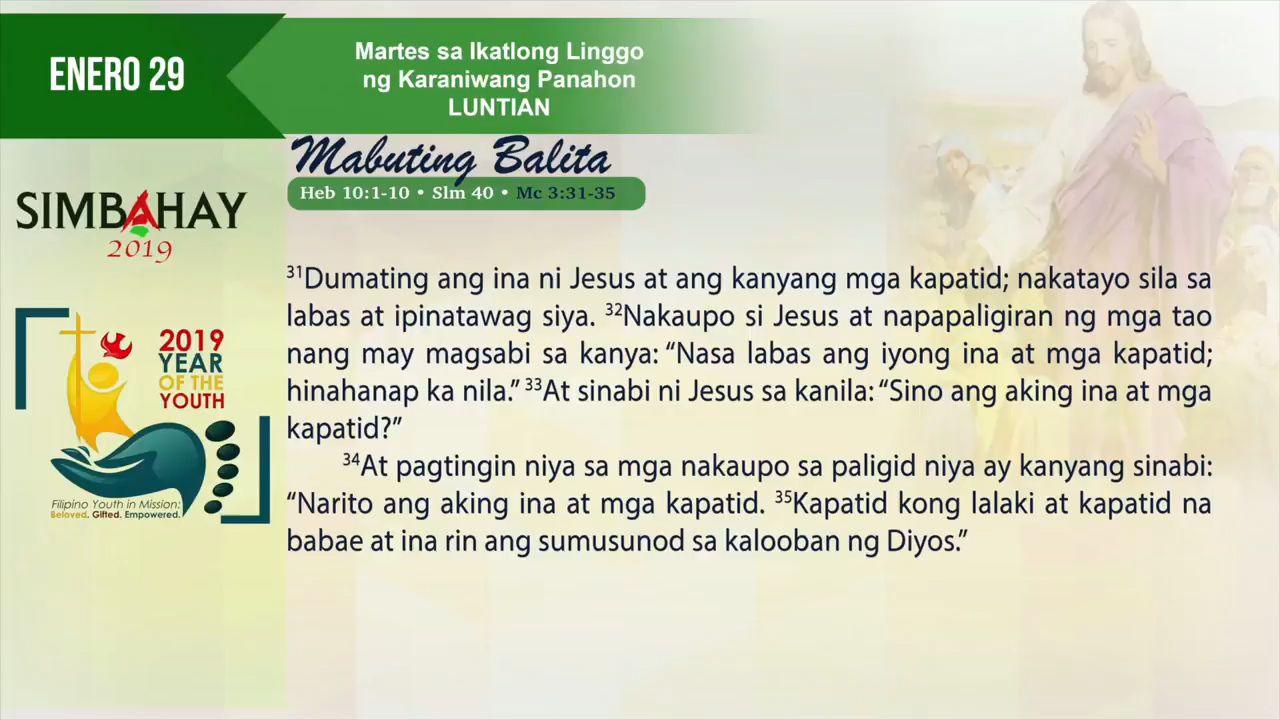 ENERO 29
Martes sa Ikatlong Linggo
ng Karaniwang Panahon
LUNTIAN
Mabuting Balita
Heb 10:1-10 • Slm 40 • Mc 3:31-35
SIMBAHAY
2019
2019
YEAR
OF THE
YOUTH
Filipino Youth in Mission:
Beloved. Gifted. Empowered.
³¹Dumating ang ina ni Jesus at ang kanyang mga kapatid; nakatayo sila sa
labas at ipinatawag siya. ³²Nakaupo si Jesus at napapaligiran ng mga tao
nang may magsabi sa kanya: “Nasa labas ang iyong ina at mga kapatid;
hinahanap ka nila.” ³³At sinabi ni Jesus sa kanila: “Sino ang aking ina at mga
kapatid?”
³⁴At pagtingin niya sa mga nakaupo sa paligid niya ay kanyang sinabi:
“Narito ang aking ina at mga kapatid. ³⁵Kapatid kong lalaki at kapatid na
babae at ina rin ang sumusunod sa kalooban ng Diyos.”